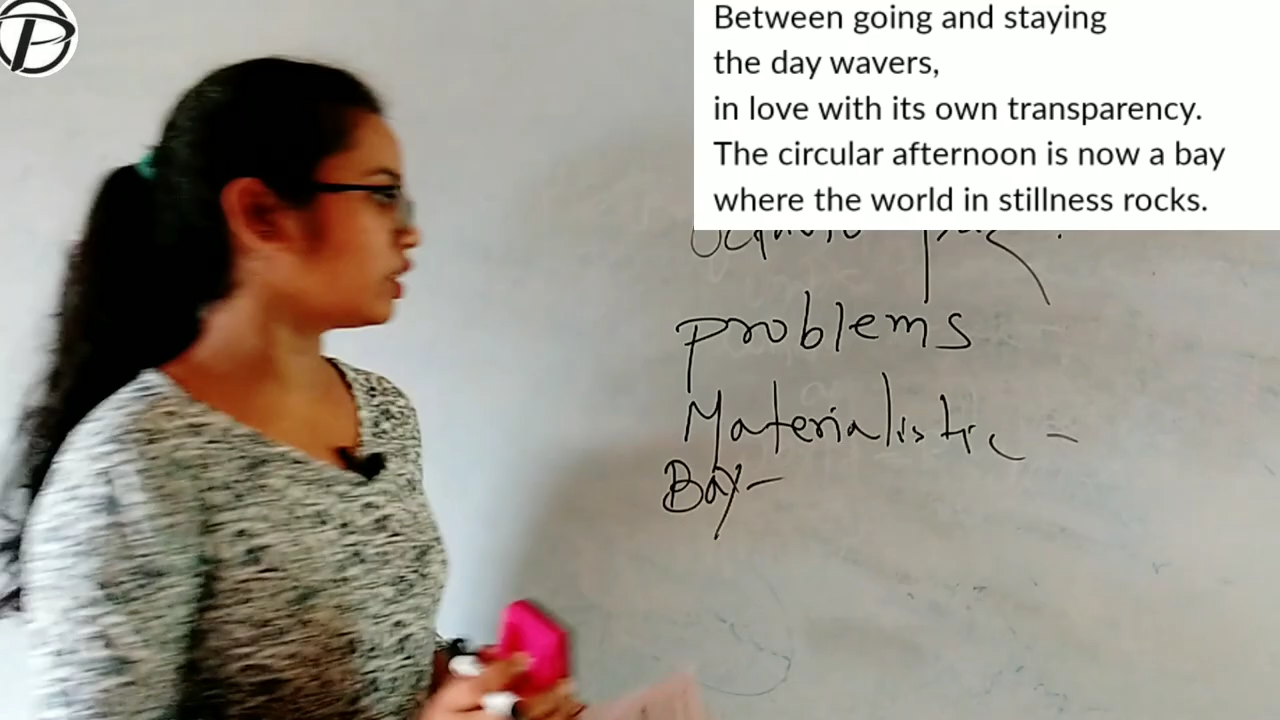 Between going and staying
the day wavers,
in love with its own transparency.
The circular afternoon is now a bay
where the world in stillness rocks.
problems
Materialistic -
Bay-